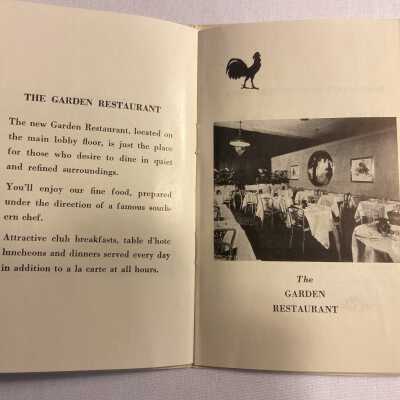 THE GARDEN RESTAURANT
The new Garden Restaurant, located on
the main lobby floor, is just the place
for those who desire to dine in quiet
and refined surroundings.
You'll enjoy our fine food, prepared
under the direction of a famous south-
ern chef.
Attractive club breakfasts, table d'hote
luncheons and dinners served every day
in addition to a la carte at all hours.
The
GARDEN
RESTAURANT